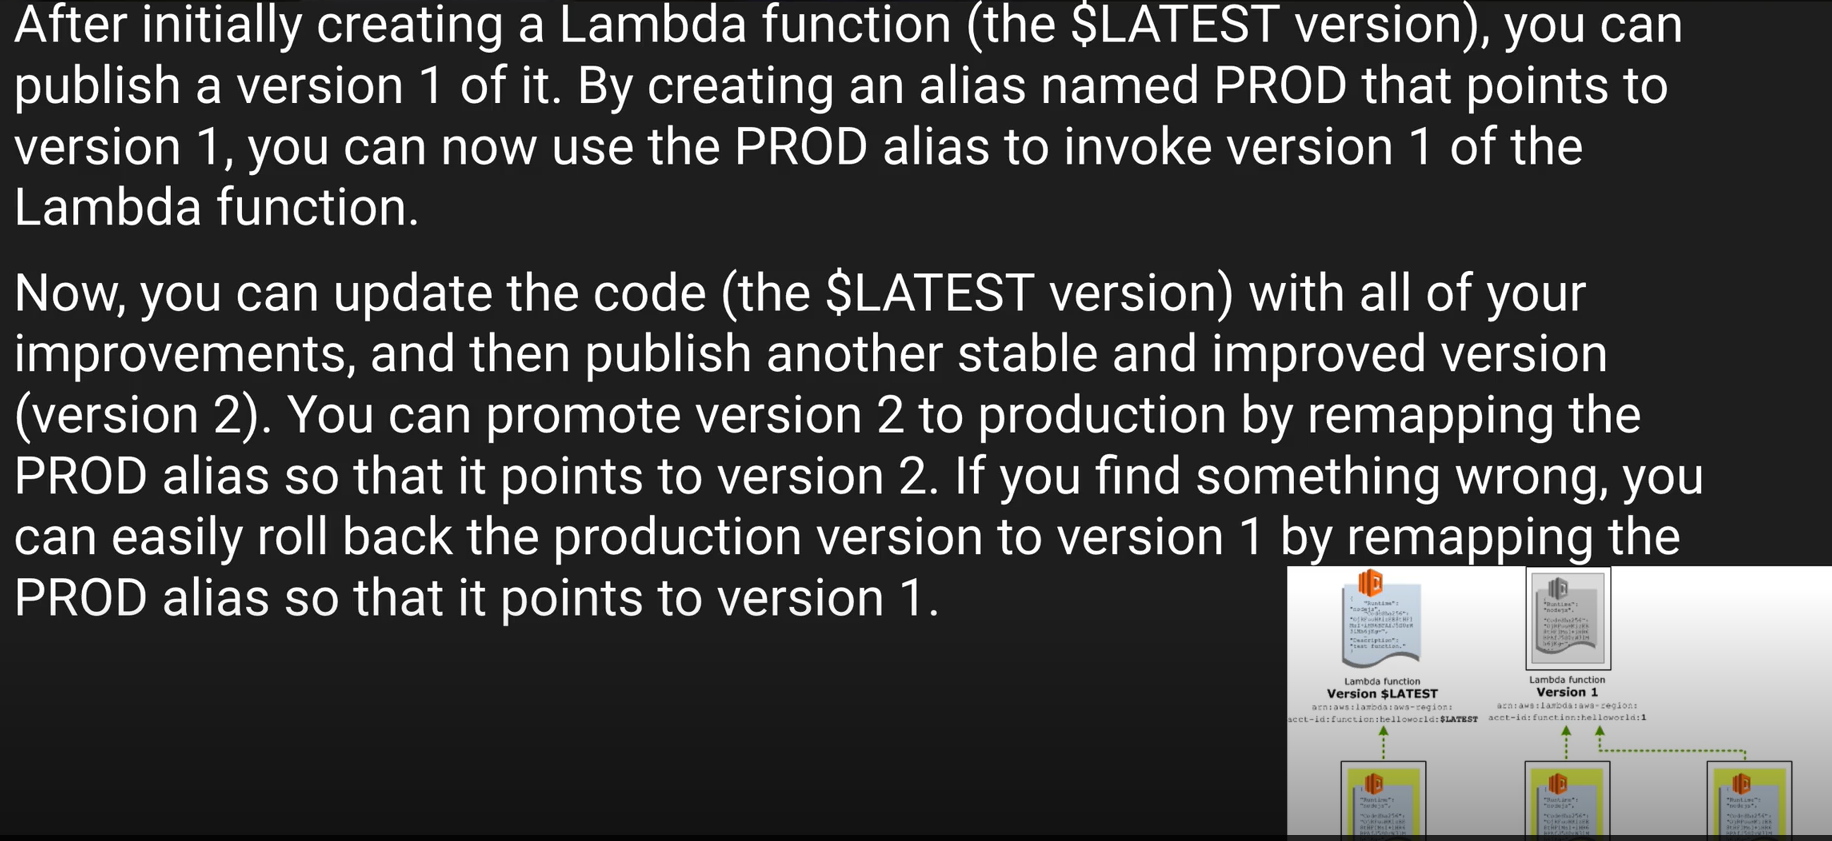 After initially creating a Lambda function (the $LATEST version), you can
publish a version 1 of it. By creating an alias named PROD that points to
version 1, you can now use the PROD alias to invoke version 1 of the
Lambda function.
Now, you can update the code (the $LATEST version) with all of your
improvements, and then publish another stable and improved version
(version 2). You can promote version 2 to production by remapping the
PROD alias so that it points to version 2. If you find something wrong, you
can easily roll back the production version to version 1 by remapping the
PROD alias so that it points to version 1.
Lambda function
Version $LATEST
arn:aws:lambda:aws-region:
acct-id:function:helloworld:$LATEST
Lambda function
Version 1
arn:aws:lambda:aws-region:
acct-id:function:helloworld:1